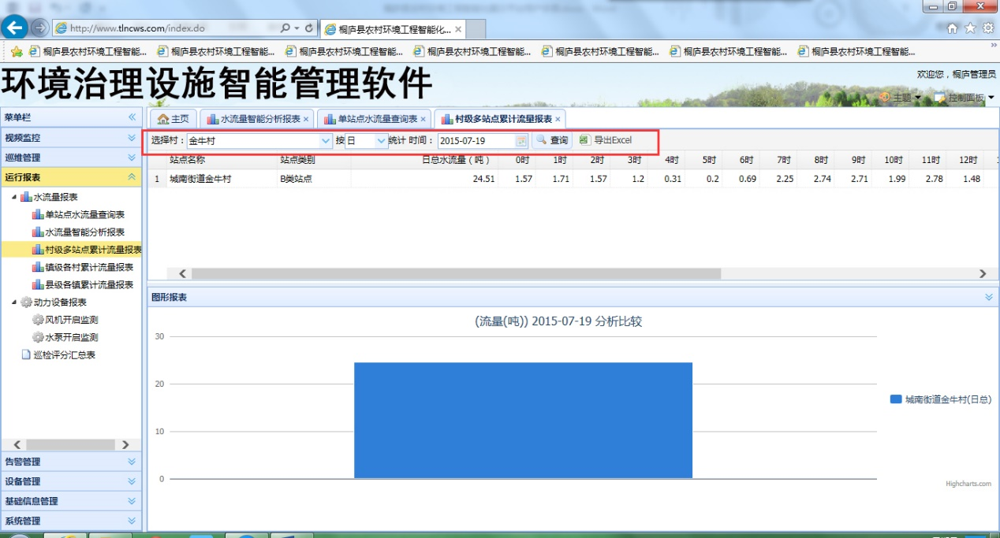 http://www.tlncws.com/index.do
桐庐县农村环境工程智能化...
桐庐县农村环境工程智能...
桐庐县农村环境工程智能...
桐庐县农村环境工程智能...
桐庐县农村环境工程智能...
桐庐县农村环境工程智能...
桐庐县农村环境工程智能...
桐庐县农村环境工程智能...
环境治理设施智能管理软件
欢迎您，桐庐管理员
主题 控制面板
菜单栏
视频监控
巡维管理
运行报表
水流量报表
单站点水流量查询表
水流量智能分析报表
村级多站点累计流量报表
镇级各村累计流量报表
县级各镇累计流量报表
动力设备报表
风机开启监测
水泵开启监测
巡检评分汇总表
告警管理
设备管理
基础信息管理
系统管理
主页 水流量智能分析报表 单站点水流量查询表 村级多站点累计流量报表
选择村： 金牛村 按 日 统计 时间： 2015-07-19 查询 导出Excel
站点名称 站点类别 日总水流量（吨） 0时 1时 2时 3时 4时 5时 6时 7时 8时 9时 10时 11时 12时
1 城南街道金牛村 B类站点 24.51 1.57 1.71 1.57 1.2 0.31 0.2 0.69 2.25 2.74 2.71 1.99 2.78 1.48
图形报表
(流量(吨)) 2015-07-19 分析比较
30
20
10
0
城南街道金牛村(日总)
Highcharts.com